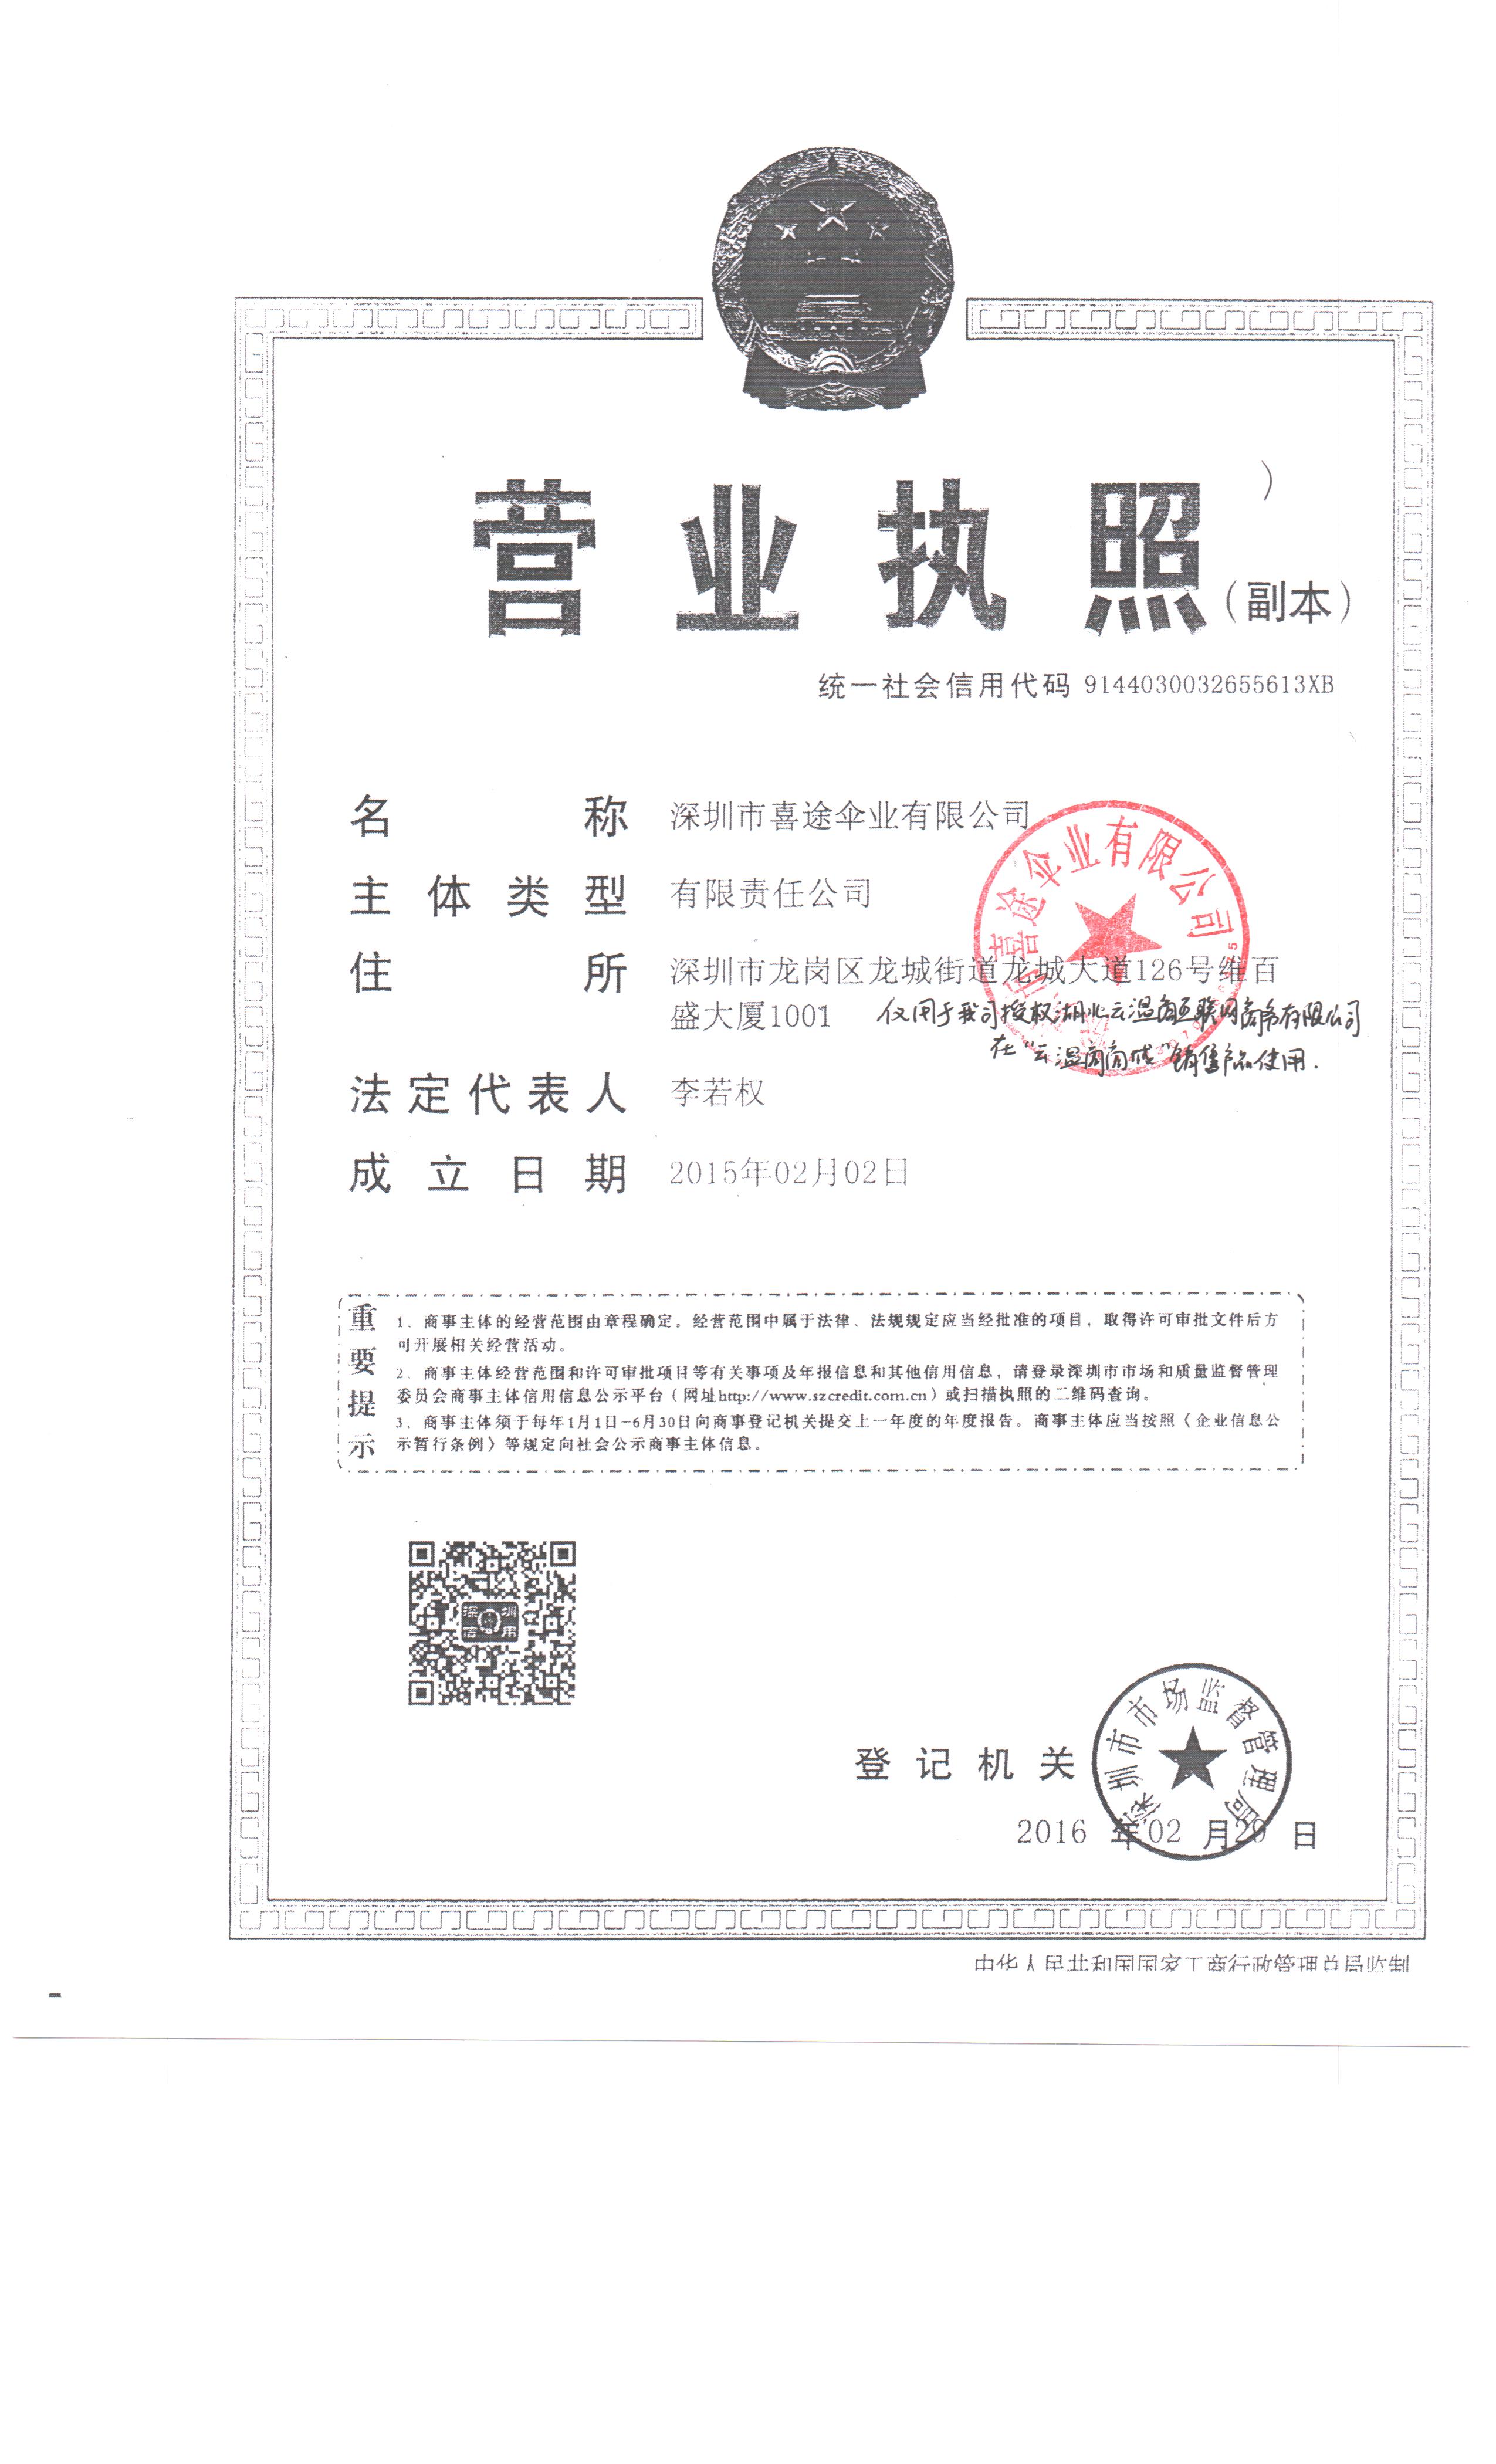 营业执照（副本）
统一社会信用代码 9144030032655613XB
名称 深圳市喜途伞业有限公司
主体类型 有限责任公司
住所 深圳市龙岗区龙城街道龙城大道126号维百
盛大厦1001
仅用于我司授权湖北云温商互联网商务有限公司
在“云温商商城”销售产品使用.
市喜途伞业有限公司
法定代表人 李若权
成立日期 2015年02月02日
重要提示
1、商事主体的经营范围由章程确定。经营范围中属于法律、法规规定应当经批准的项目，取得许可审批文件后方
可开展相关经营活动。
2、商事主体经营范围和许可审批项目等有关事项及年报信息和其他信用信息，请登录深圳市市场和质量监督管理
委员会商事主体信用信息公示平台（网址http://www.szcredit.com.cn）或扫描执照的二维码查询。
3、商事主体须于每年1月1日-6月30日向商事登记机关提交上一年度的年度报告。商事主体应当按照《企业信息公
示暂行条例》等规定向社会公示商事主体信息。
深圳
信用
登记机关
深圳市市场监督管理局
2016 年 02 月 29 日
中华人民共和国国家工商行政管理总局监制